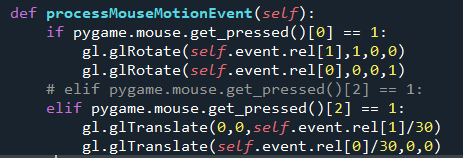 def processMouseMotionEvent(self):
    if pygame.mouse.get_pressed()[0] == 1:
        gl.glRotate(self.event.rel[1],1,0,0)
        gl.glRotate(self.event.rel[0],0,0,1)
    # elif pygame.mouse.get_pressed()[2] == 1:
    elif pygame.mouse.get_pressed()[2] == 1:
        gl.glTranslate(0,0,self.event.rel[1]/30)
        gl.glTranslate(self.event.rel[0]/30,0,0)